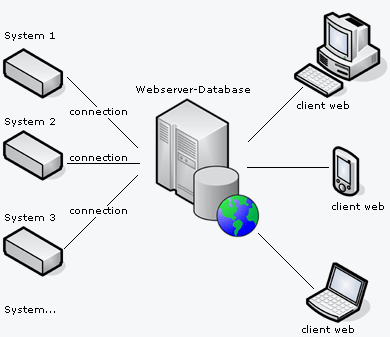 System 1
Webserver-Database
client web
connection
System 2
connection
client web
System 3
connection
System...
client web